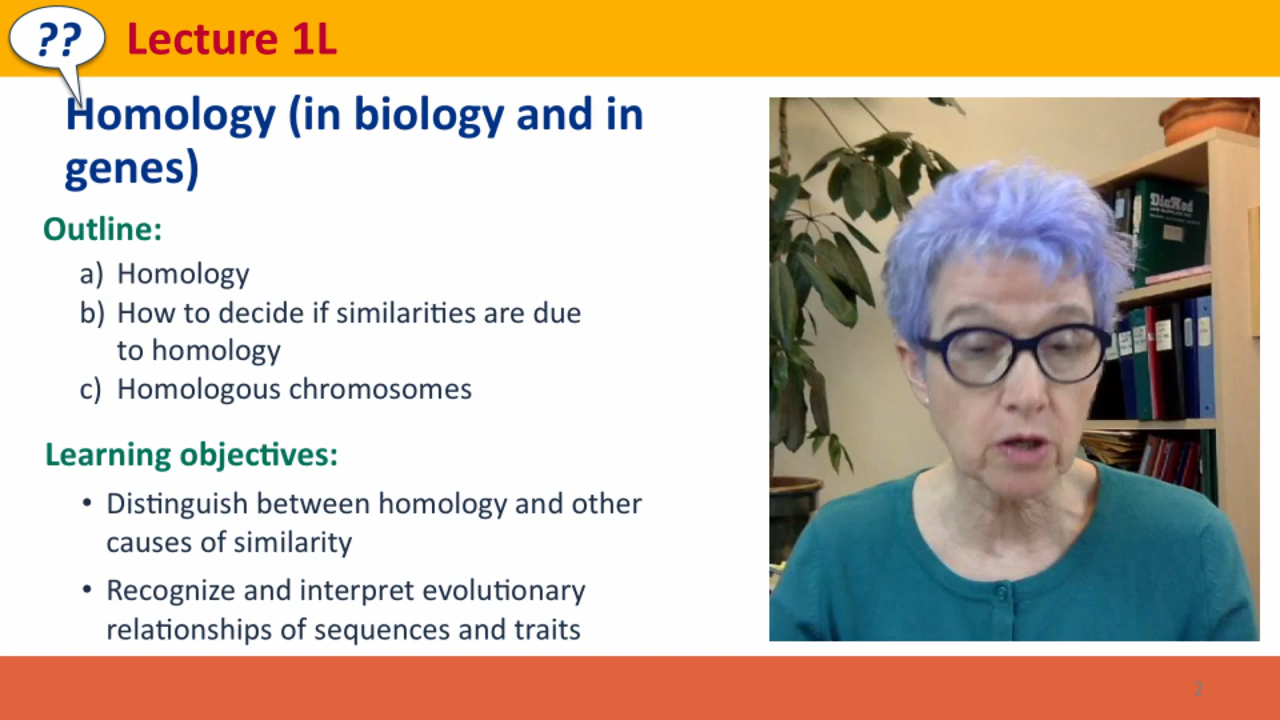 ??
Lecture 1L
Homology (in biology and in
genes)
Outline:
a) Homology
b) How to decide if similarities are due
to homology
c) Homologous chromosomes
Learning objectives:
• Distinguish between homology and other
causes of similarity
• Recognize and interpret evolutionary
relationships of sequences and traits
DiaMed
2